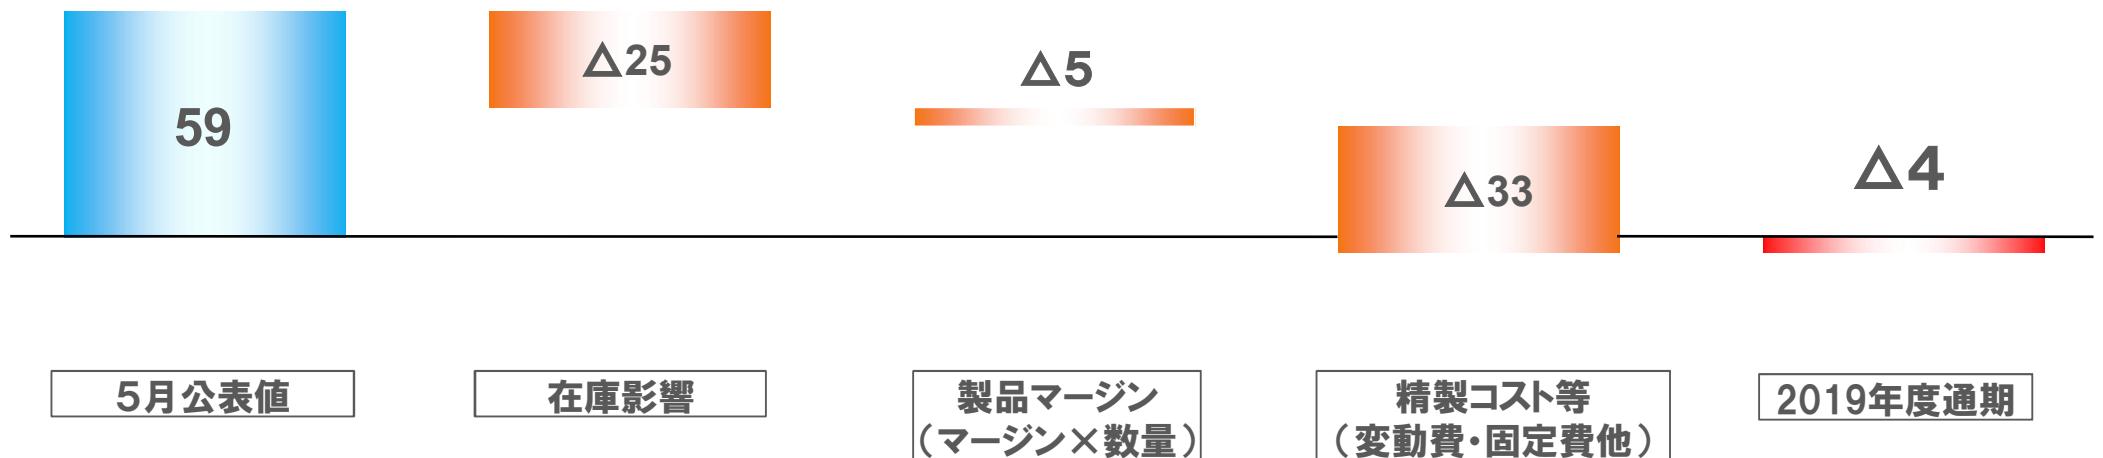 59
△25
△5
△33
△4
５月公表値
在庫影響
製品マージン
（マージン×数量）
精製コスト等
（変動費・固定費他）
2019年度通期